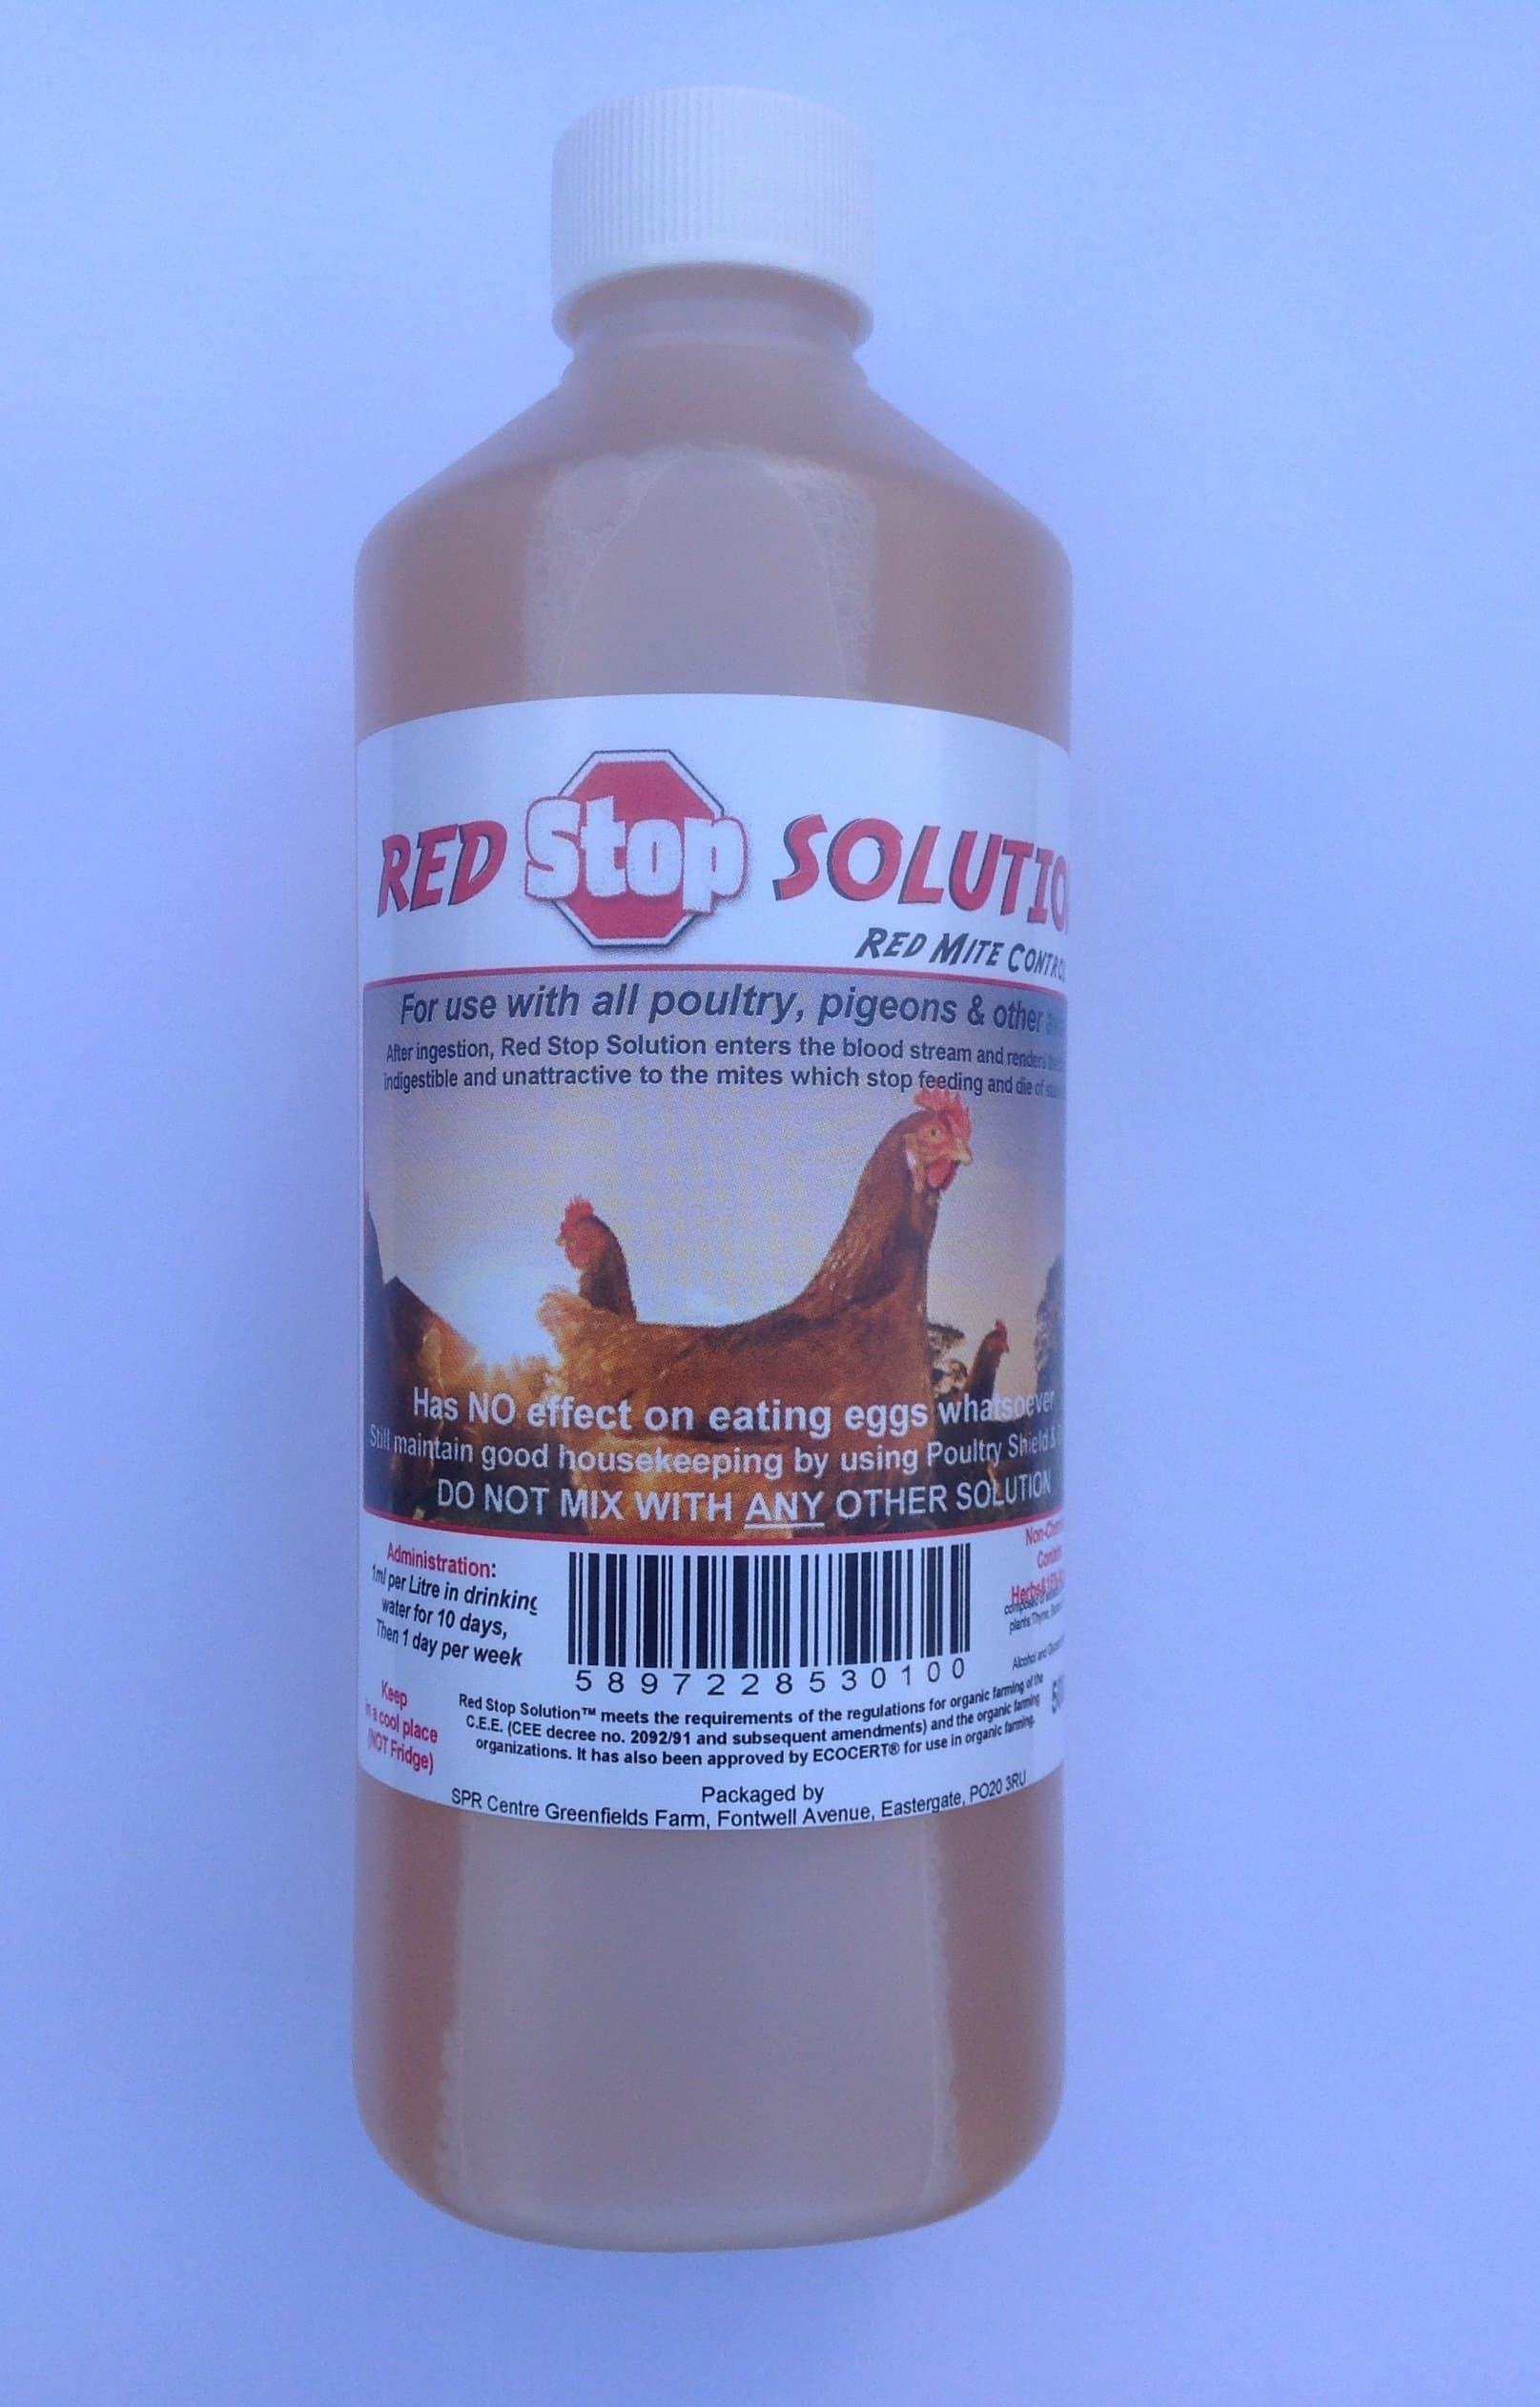 RED Stop SOLUTIO
RED MITE CONTROL
For use with all poultry, pigeons & other
After ingestion, Red Stop Solution enters the blood stream and renders
indigestible and unattractive to the mites which stop feeding and die of
Has NO effect on eating eggs whatsoever
Still maintain good housekeeping by using Poultry Shield &
DO NOT MIX WITH ANY OTHER SOLUTION
Administration:
1ml per Litre in drinking
water for 10 days,
Then 1 day per week
Keep
in a cool place
(NOT Fridge)
5897228530100
Herbs
plants: Thyme,
Alcohol and
Red Stop Solution™ meets the requirements of the regulations for organic farming of the
C.E.E. (CEE decree no. 2092/91 and subsequent amendments) and the organic farming
organizations. It has also been approved by ECOCERT® for use in organic farming.
Packaged by
SPR Centre Greenfields Farm, Fontwell Avenue, Eastergate, PO20 3RU